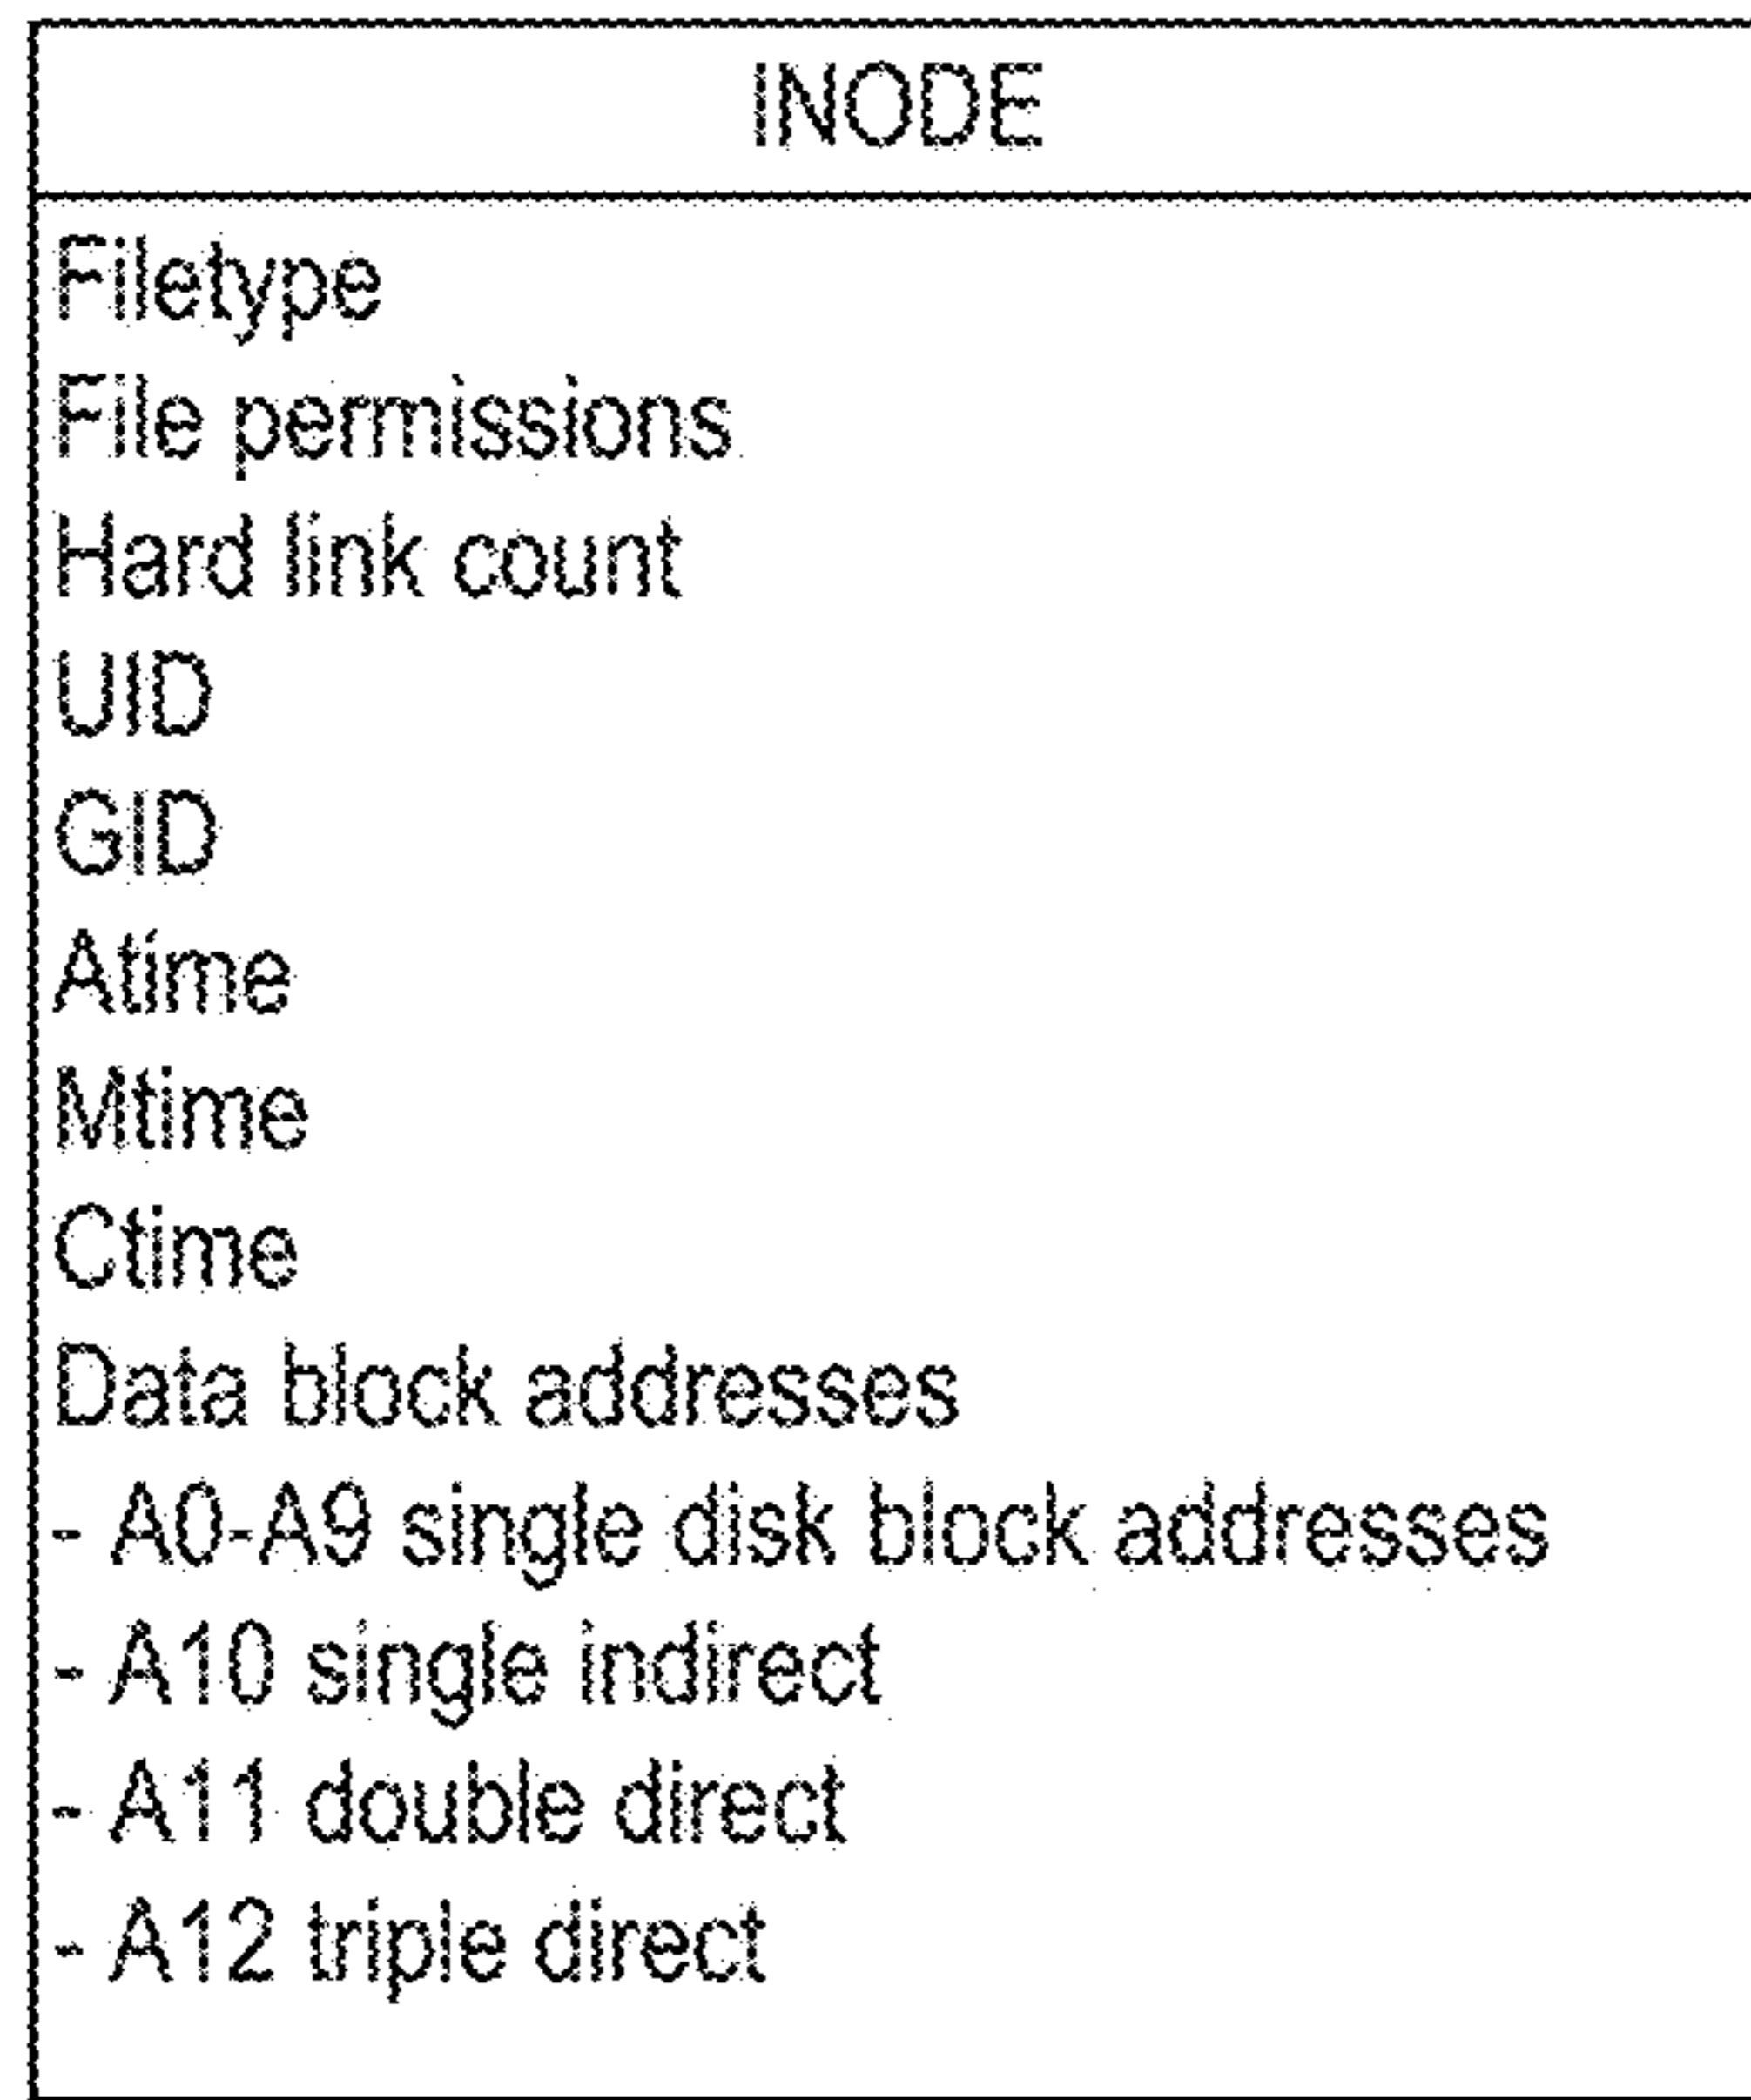 INODE
Filetype
File permissions
Hard link count
UID
GID
Atime
Mtime
Ctime
Data block addresses
- A0-A9 single disk block addresses
- A10 single indirect
- A11 double direct
- A12 triple direct